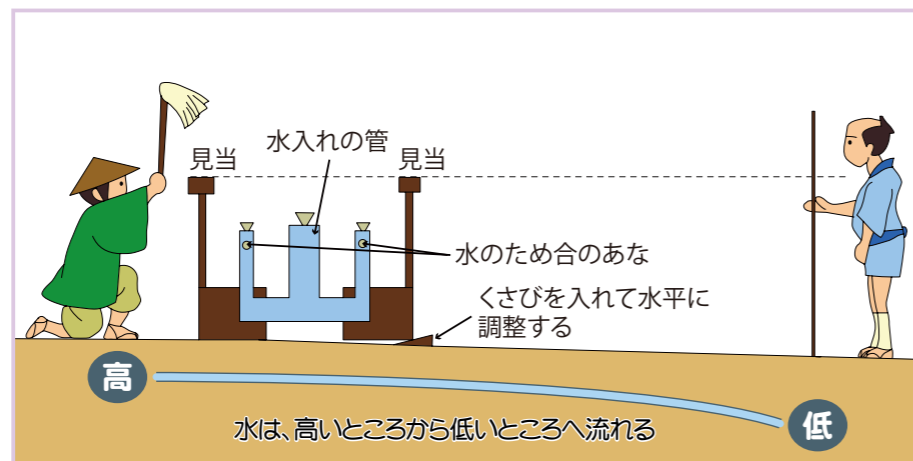 水入れの管
見当
見当
水のため合のあな
くさびを入れて水平に
調整する
高
低
水は、高いところから低いところへ流れる